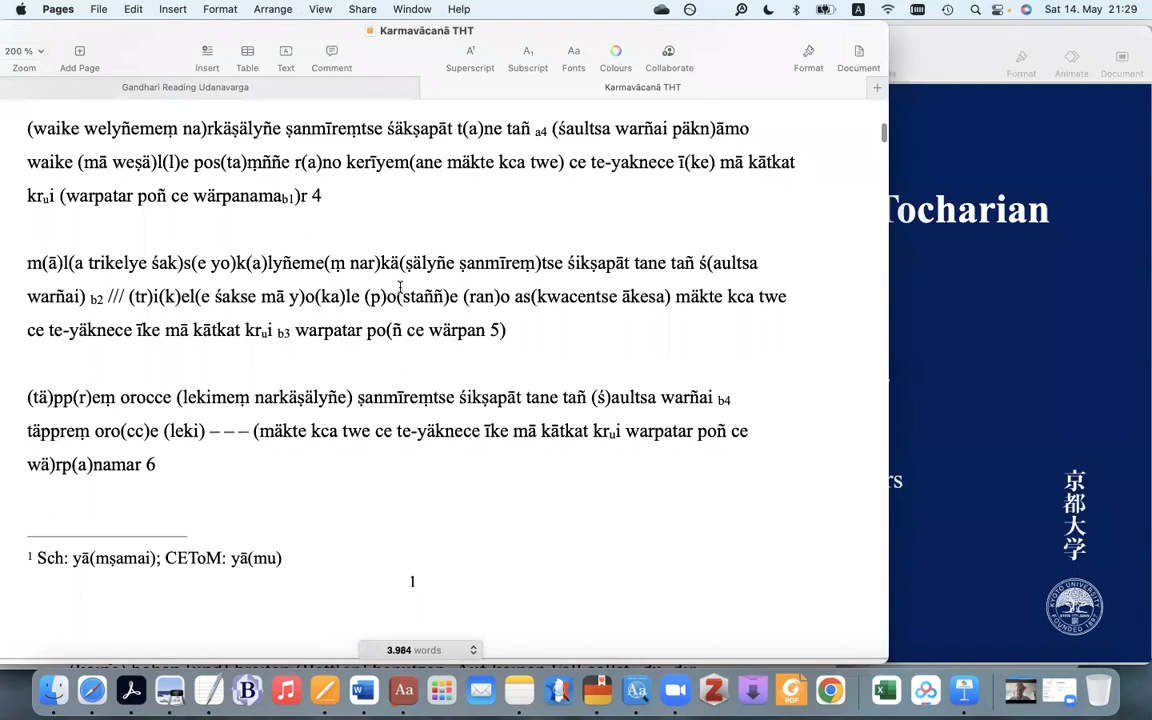 Pages File Edit Insert Format Arrange View Share Window Help A Sat 14. May 21:29
Karmavācanā THT
200 %
Zoom Add Page Insert Table Text Comment Superscript Subscript Fonts Colours Collaborate Format Document Format Animate Document
Gandhari Reading Udanavarga Karmavācanā THT
(waike welyñemeṃ na)rkäṣälyñe ṣanmīreṃtse śäkṣapāt t(a)ne tañ a4 (śaultsa warñai päkn)āmo
waike (mā weṣä)l(l)e pos(ta)ṃññe r(a)no kerīyem(ane mäkte kca twe) ce te-yaknece ī(ke) mā kātkat
krᵤi (warpatar poñ ce wärpanamab1)r 4
m(ā)l(a trikelye śak)s(e yo)k(a)lyñeme(ṃ nar)kä(ṣälyñe ṣanmīreṃ)tse śikṣapāt tane tañ ś(aultsa
warñai) b2 /// (tr)i(k)el(e śakse mā y)o(ka)le (p)o(staññ)e (ran)o as(kwacentse ākesa) mäkte kca twe
ce te-yäknece īke mā kātkat krᵤi b3 warpatar po(ñ ce wärpan 5)
(tä)pp(r)eṃ orocce (lekimeṃ narkäṣälyñe) ṣanmīreṃtse śikṣapāt tane tañ (ś)aultsa warñai b4
täppreṃ oro(cc)e (leki) – – – (mäkte kca twe ce te-yäknece īke mā kātkat krᵤi warpatar poñ ce
wä)rp(a)namar 6
1 Sch: yā(mṣamai); CEToM: yā(mu)
1
3.984 words
Tocharian
rs
京都大学